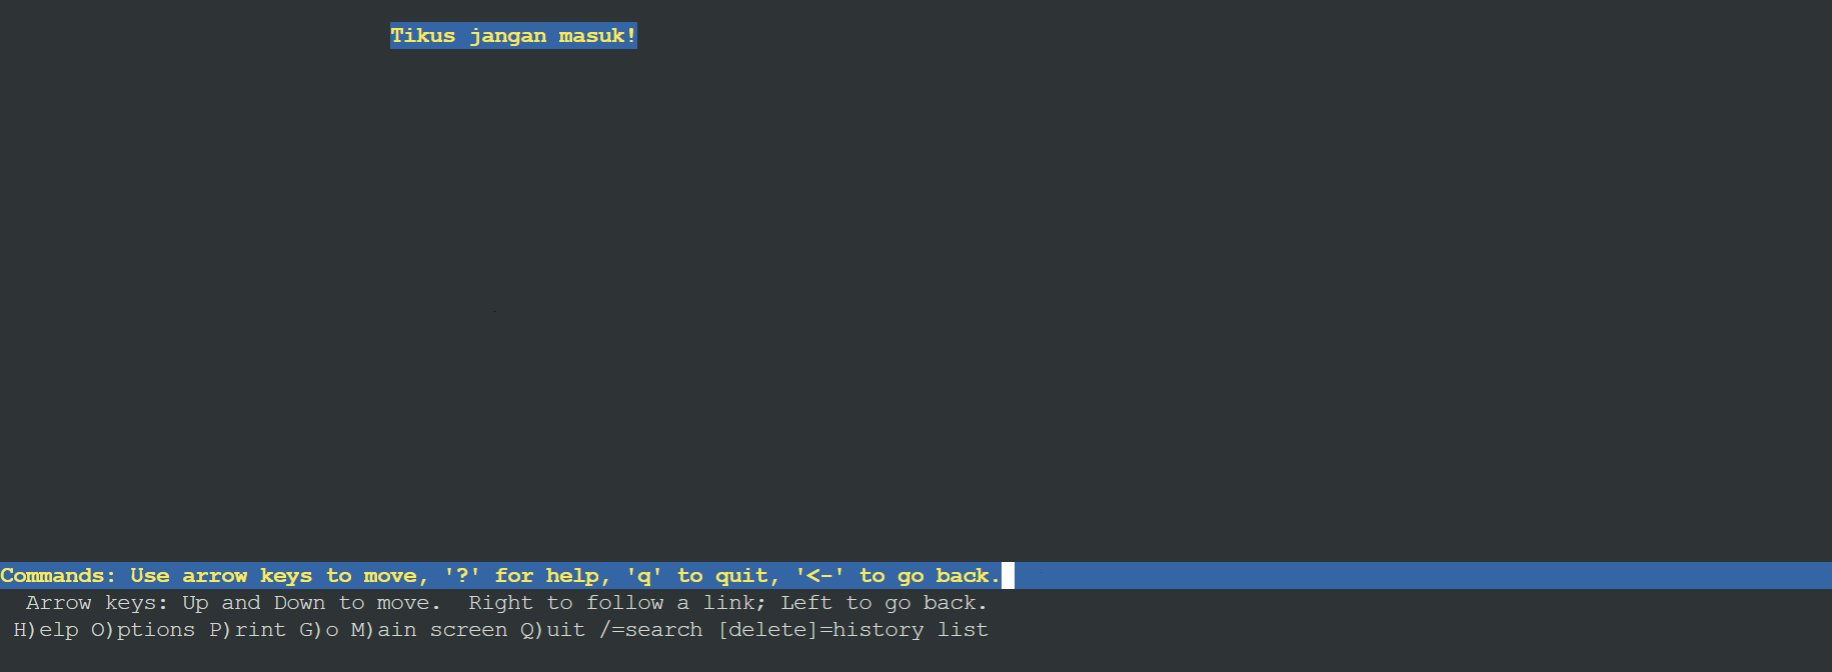 Tikus jangan masuk!
Commands: Use arrow keys to move, '?' for help, 'q' to quit, '<-' to go back.
Arrow keys: Up and Down to move.  Right to follow a link; Left to go back.
H)elp O)ptions P)rint G)o M)ain screen Q)uit /=search [delete]=history list